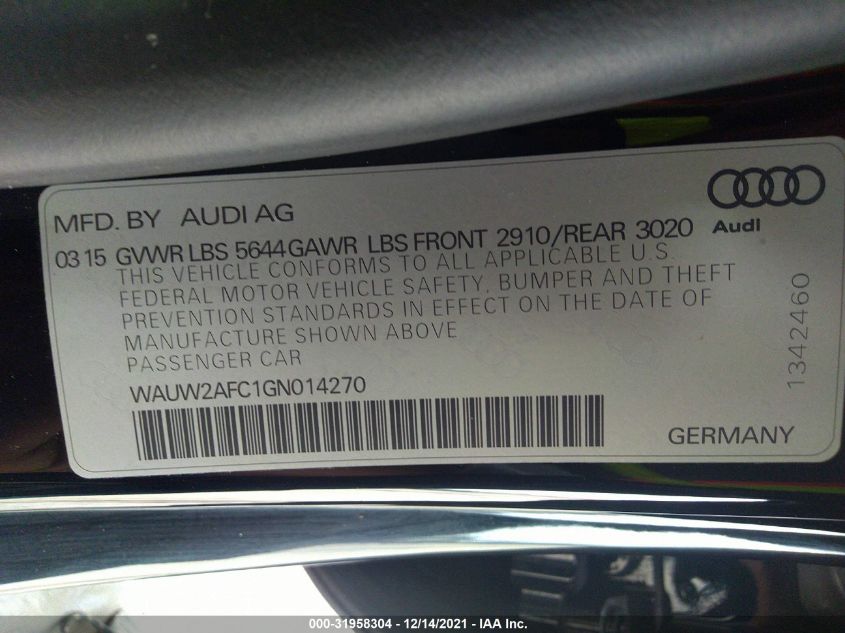 MFD. BY AUDI AG
Audi
03 15 GVWR LBS 5644 GAWR LBS FRONT 2910/REAR 3020
THIS VEHICLE CONFORMS TO ALL APPLICABLE U.S.
FEDERAL MOTOR VEHICLE SAFETY, BUMPER AND THEFT
PREVENTION STANDARDS IN EFFECT ON THE DATE OF
MANUFACTURE SHOWN ABOVE
PASSENGER CAR
1342460
WAUW2AFC1GN014270
GERMANY
000-31958304 - 12/14/2021 - IAA Inc.